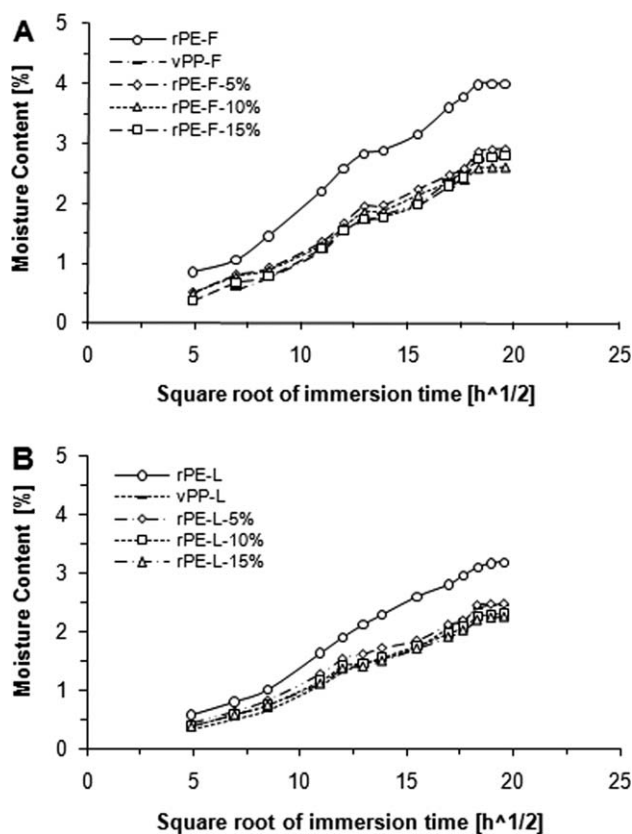 A
5
4
3
2
1
0
Moisture Content [%]
rPE-F
vPP-F
rPE-F-5%
rPE-F-10%
rPE-F-15%
0 5 10 15 20 25
Square root of immersion time [h^1/2]
B
5
4
3
2
1
0
Moisture Content [%]
rPE-L
vPP-L
rPE-L-5%
rPE-L-10%
rPE-L-15%
0 5 10 15 20 25
Square root of immersion time [h^1/2]